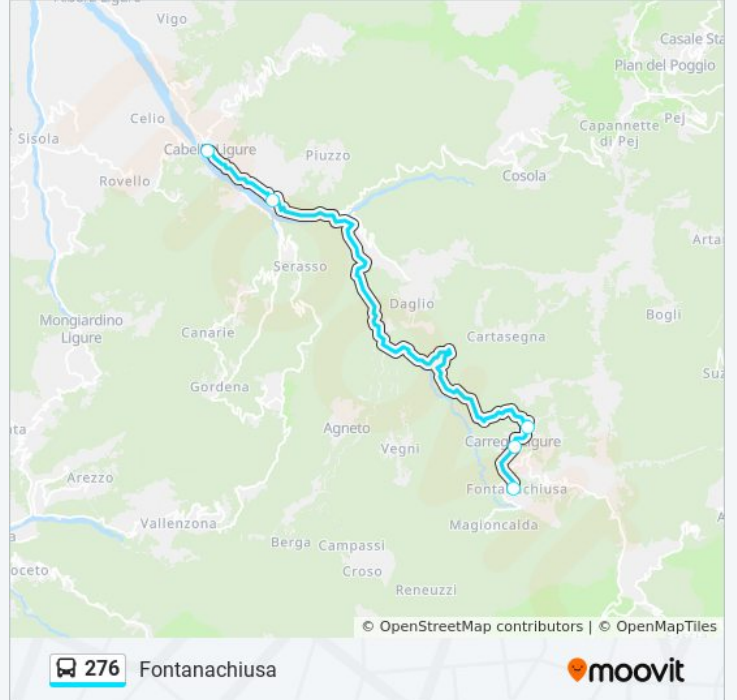 Vigo
Casale Sta
Pian del Poggio
Celio
Capannette
di Pej
Pej
Sisola
Cabella Ligure
Piuzzo
Rovello
Cosola
Arta
Serasso
Daglio
Bogli
Mongiardino
Ligure
Canarie
Cartasegna
Gordena
Agneto
Carrega Ligure
Vegni
Arezzo
Fontanachiusa
Vallenzona
Magioncalda
Berga
Campassi
Croso
oceto
Reneuzzi
© OpenStreetMap contributors | © OpenMapTiles
276
Fontanachiusa
moovit